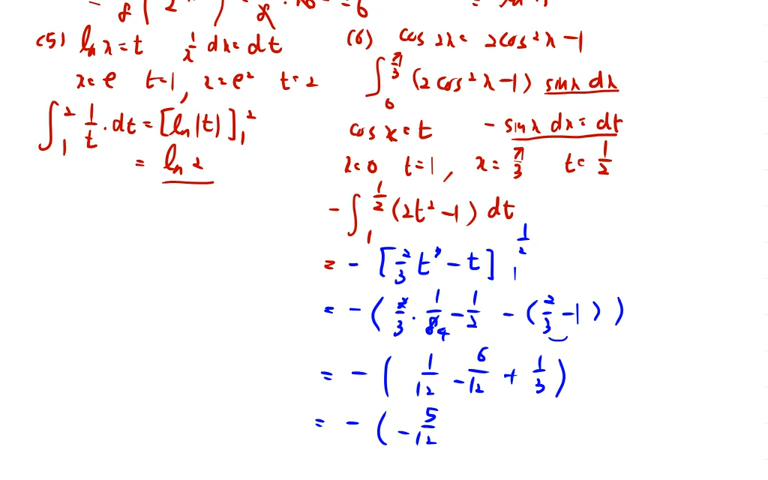 (5) ln x = t  1/x dx = dt
x = e  t = 1, x = e²  t = 2
∫₁² 1/t · dt = [ln|t|]₁²
= ln 2
(6) cos 2x = 2cos²x - 1
∫₀^(π/3) (2cos²x - 1) sinx dx
cos x = t  - sinx dx = dt
x = 0  t = 1, x = π/3  t = 1/2
- ∫₁^(1/2) (2t² - 1) dt
= - [2/3 t³ - t]₁^(1/2)
= - (2/3 · 1/8 4 - 1/2 - (2/3 - 1))
= - (1/12 - 6/12 + 1/3)
= - (- 5/12